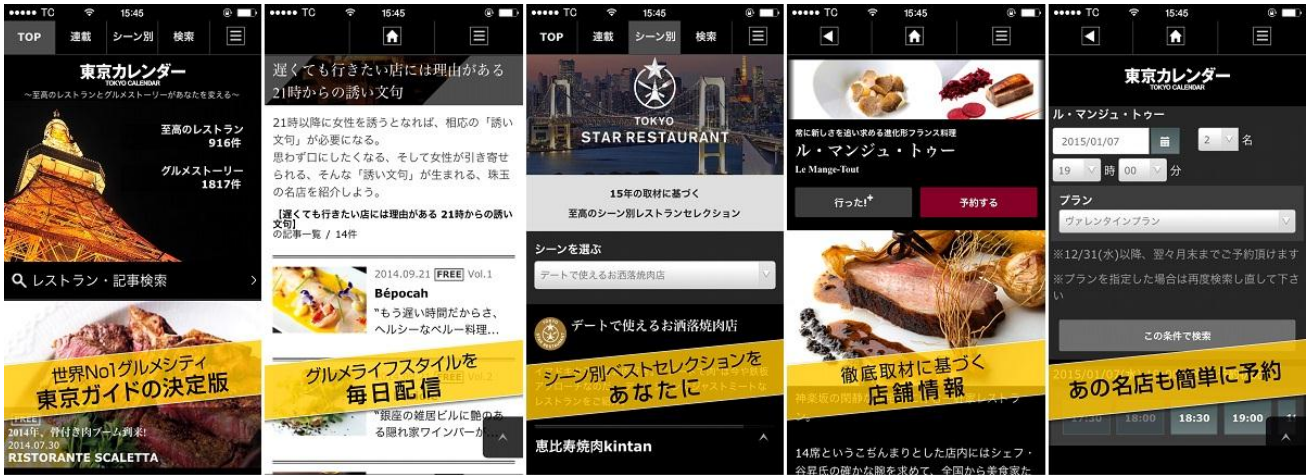 ●●●●● TC 15:45
TOP 連載 シーン別 検索
東京カレンダー
TOKYO CALENDAR
～至高のレストランとグルメストーリーがあなたを変える～
至高のレストラン
916件
グルメストーリー
1817件
レストラン・記事検索
世界No1グルメシティ
東京ガイドの決定版
FREE
2014年、骨付き肉ブーム到来!
2014.07.30
RISTORANTE SCALETTA
●●●●● TC 15:45
遅くても行きたい店には理由がある
21時からの誘い文句
21時以降に女性を誘うとなれば、相応の「誘い
文句」が必要になる。
思わず口にしたくなる、そして女性が引き寄せ
られる、そんな「誘い文句」が生まれる、珠玉
の名店を紹介しよう。
[遅くても行きたい店には理由がある 21時からの誘い
文句]
の記事一覧 / 14件
2014.09.21 FREE Vol.1
Bépocah
“もう遅い時間だからさ、
ヘルシーなペルー料理...
グルメライフスタイルを
毎日配信
Vol.2
“銀座の雑居ビルに艶のあ
る隠れ家ワインバーが...
●●●●● TC 15:45
TOP 連載 シーン別 検索
TOKYO
STAR RESTAURANT
15年の取材に基づく
至高のシーン別レストランセレクション
シーンを選ぶ
デートで使えるお洒落焼肉店
デートで使えるお洒落焼肉店
シーン別ベストセレクションを
あなたに
恵比寿焼肉kintan
●●●●● TC 15:45
常に新しさを追い求める進化形フランス料理
ル・マンジュ・トゥー
Le Mange-Tout
行った!+ 予約する
徹底取材に基づく
店舗情報
14席というこぢんまりとした店内にはシェフ・
谷昇氏の確かな腕を求めて、全国から美食家た
●●●●● TC 15:45
東京カレンダー
TOKYO CALENDAR
ル・マンジュ・トゥー
2015/01/07 2 名
19 時 00 分
プラン
ヴァレンタインプラン
※12/31(水)以降、翌々月末までご予約頂けます
※プランを指定した場合は再度検索し直して下さ
い
この条件で検索
あの名店も簡単に予約
17:30 18:00 18:30 19:00